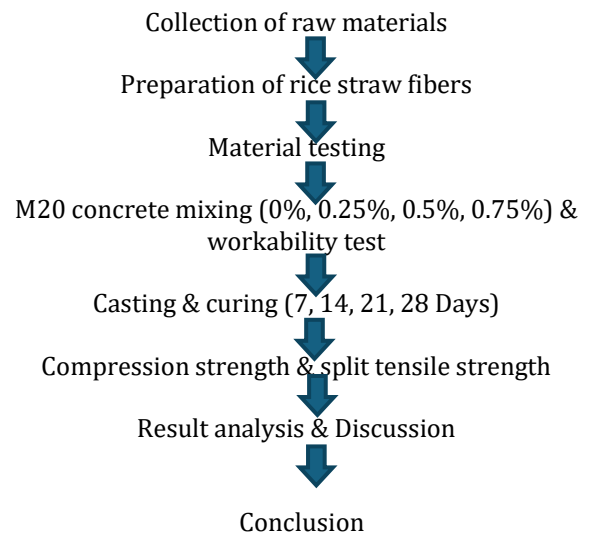 Collection of raw materials
Preparation of rice straw fibers
Material testing
M20 concrete mixing (0%, 0.25%, 0.5%, 0.75%) &
workability test
Casting & curing (7, 14, 21, 28 Days)
Compression strength & split tensile strength
Result analysis & Discussion
Conclusion